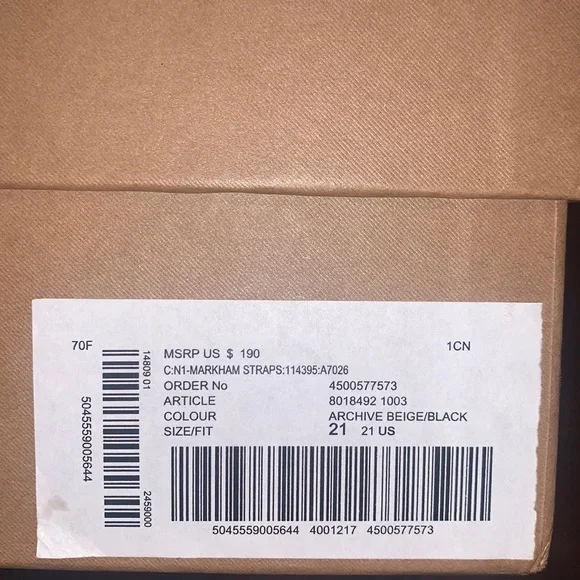 70F
1CN
MSRP US $ 190
C:N1-MARKHAM STRAPS:114395:A7026
ORDER No 4500577573
ARTICLE 8018492 1003
COLOUR ARCHIVE BEIGE/BLACK
SIZE/FIT 21 21 US
5045559005644 4001217 4500577573
14809 01
2459000
5045559005644